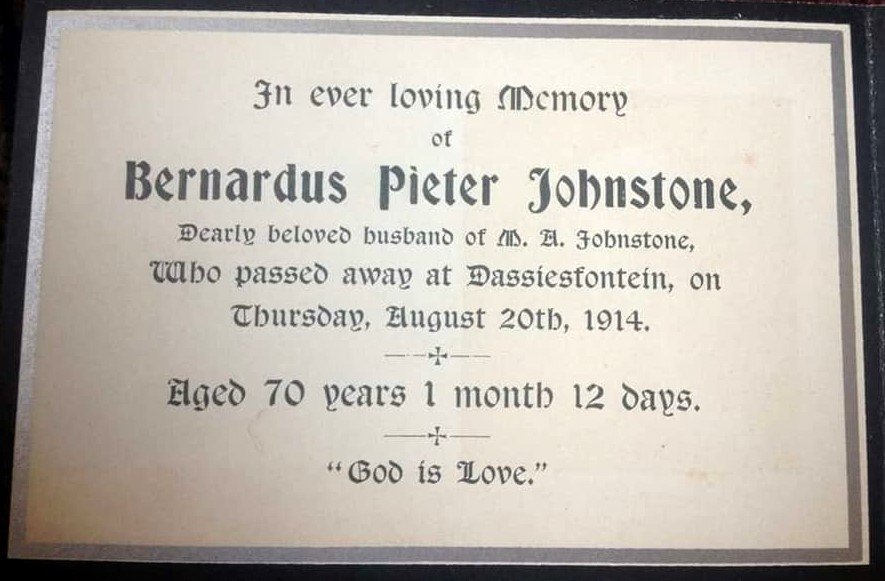 In ever loving Memory
of
Bernardus Pieter Johnstone,
Dearly beloved husband of M. A. Johnstone,
Who passed away at Dassiesfontein, on
Thursday, August 20th, 1914.
Aged 70 years 1 month 12 days.
"God is Love."